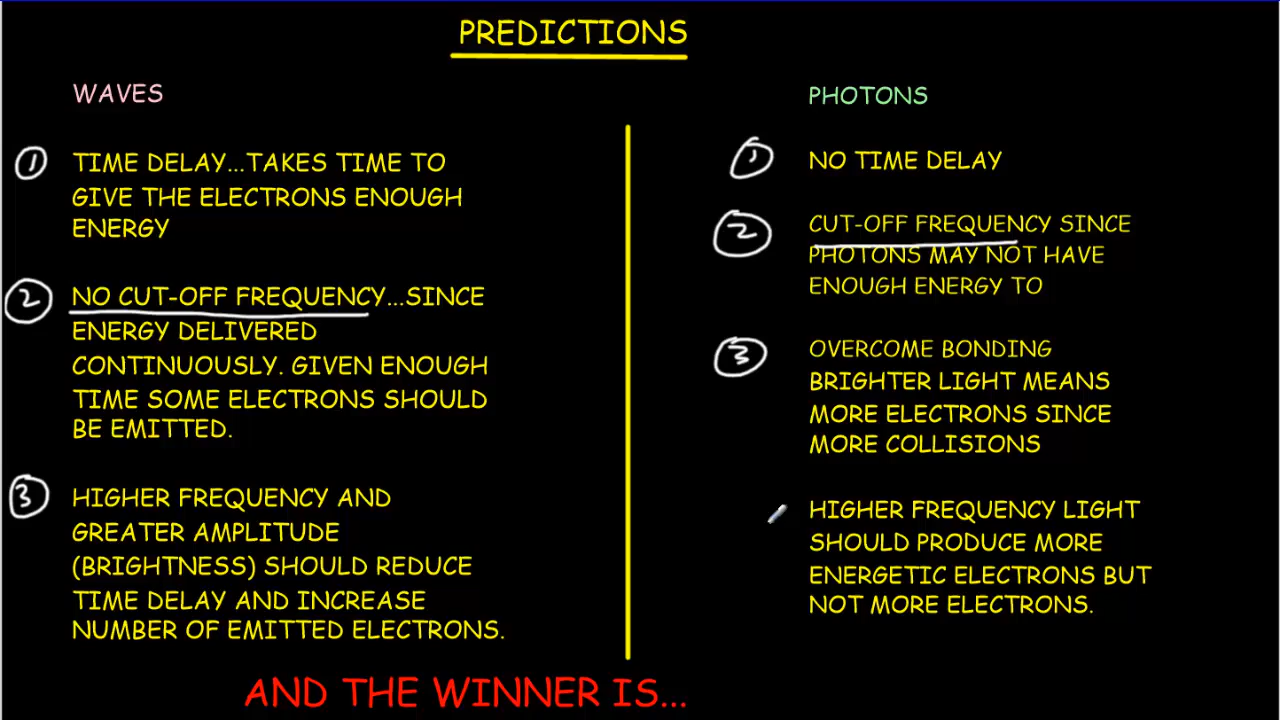 PREDICTIONS
WAVES
1
TIME DELAY...TAKES TIME TO
GIVE THE ELECTRONS ENOUGH
ENERGY
2
NO CUT-OFF FREQUENCY...SINCE
ENERGY DELIVERED
CONTINUOUSLY. GIVEN ENOUGH
TIME SOME ELECTRONS SHOULD
BE EMITTED.
3
HIGHER FREQUENCY AND
GREATER AMPLITUDE
(BRIGHTNESS) SHOULD REDUCE
TIME DELAY AND INCREASE
NUMBER OF EMITTED ELECTRONS.
PHOTONS
1
NO TIME DELAY
2
CUT-OFF FREQUENCY SINCE
PHOTONS MAY NOT HAVE
ENOUGH ENERGY TO
3
OVERCOME BONDING
BRIGHTER LIGHT MEANS
MORE ELECTRONS SINCE
MORE COLLISIONS
HIGHER FREQUENCY LIGHT
SHOULD PRODUCE MORE
ENERGETIC ELECTRONS BUT
NOT MORE ELECTRONS.
AND THE WINNER IS...